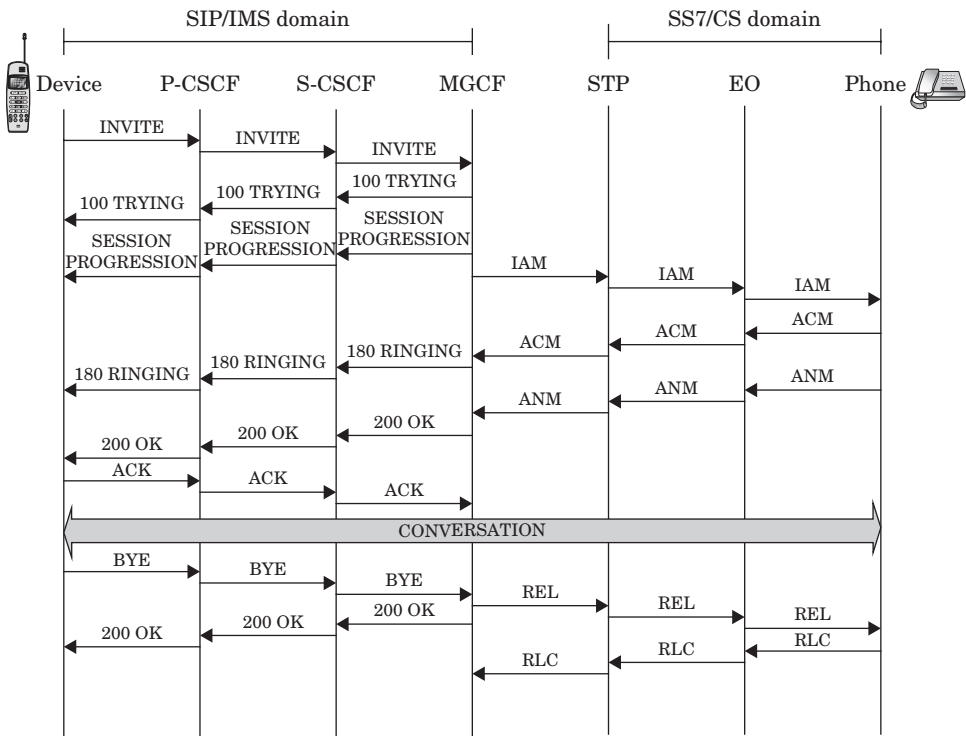 SIP/IMS domain
SS7/CS domain
Device
P-CSCF
S-CSCF
MGCF
STP
EO
Phone
INVITE
INVITE
INVITE
100 TRYING
100 TRYING
100 TRYING
SESSION
PROGRESSION
SESSION
PROGRESSION
SESSION
PROGRESSION
IAM
IAM
IAM
ACM
ACM
ACM
180 RINGING
180 RINGING
180 RINGING
ANM
ANM
ANM
200 OK
200 OK
200 OK
ACK
ACK
ACK
CONVERSATION
BYE
BYE
BYE
REL
REL
REL
200 OK
200 OK
200 OK
RLC
RLC
RLC